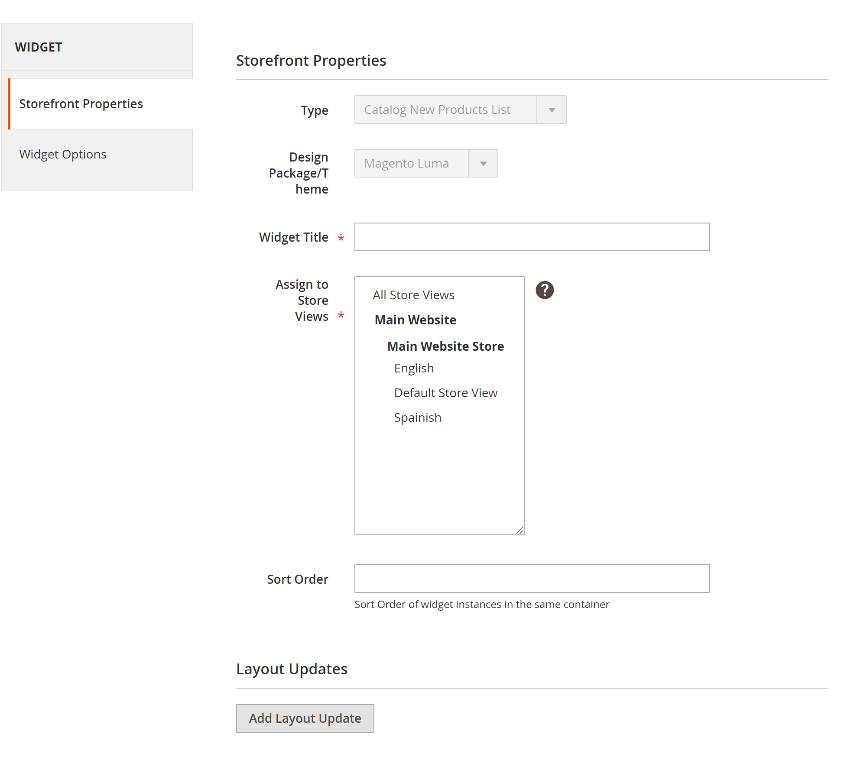 WIDGET
Storefront Properties
Widget Options
Storefront Properties
Type
Catalog New Products List
Design
Package/T
heme
Magento Luma
Widget Title *
Assign to
Store
Views *
All Store Views
Main Website
Main Website Store
English
Default Store View
Spainish
?
Sort Order
Sort Order of widget instances in the same container
Layout Updates
Add Layout Update